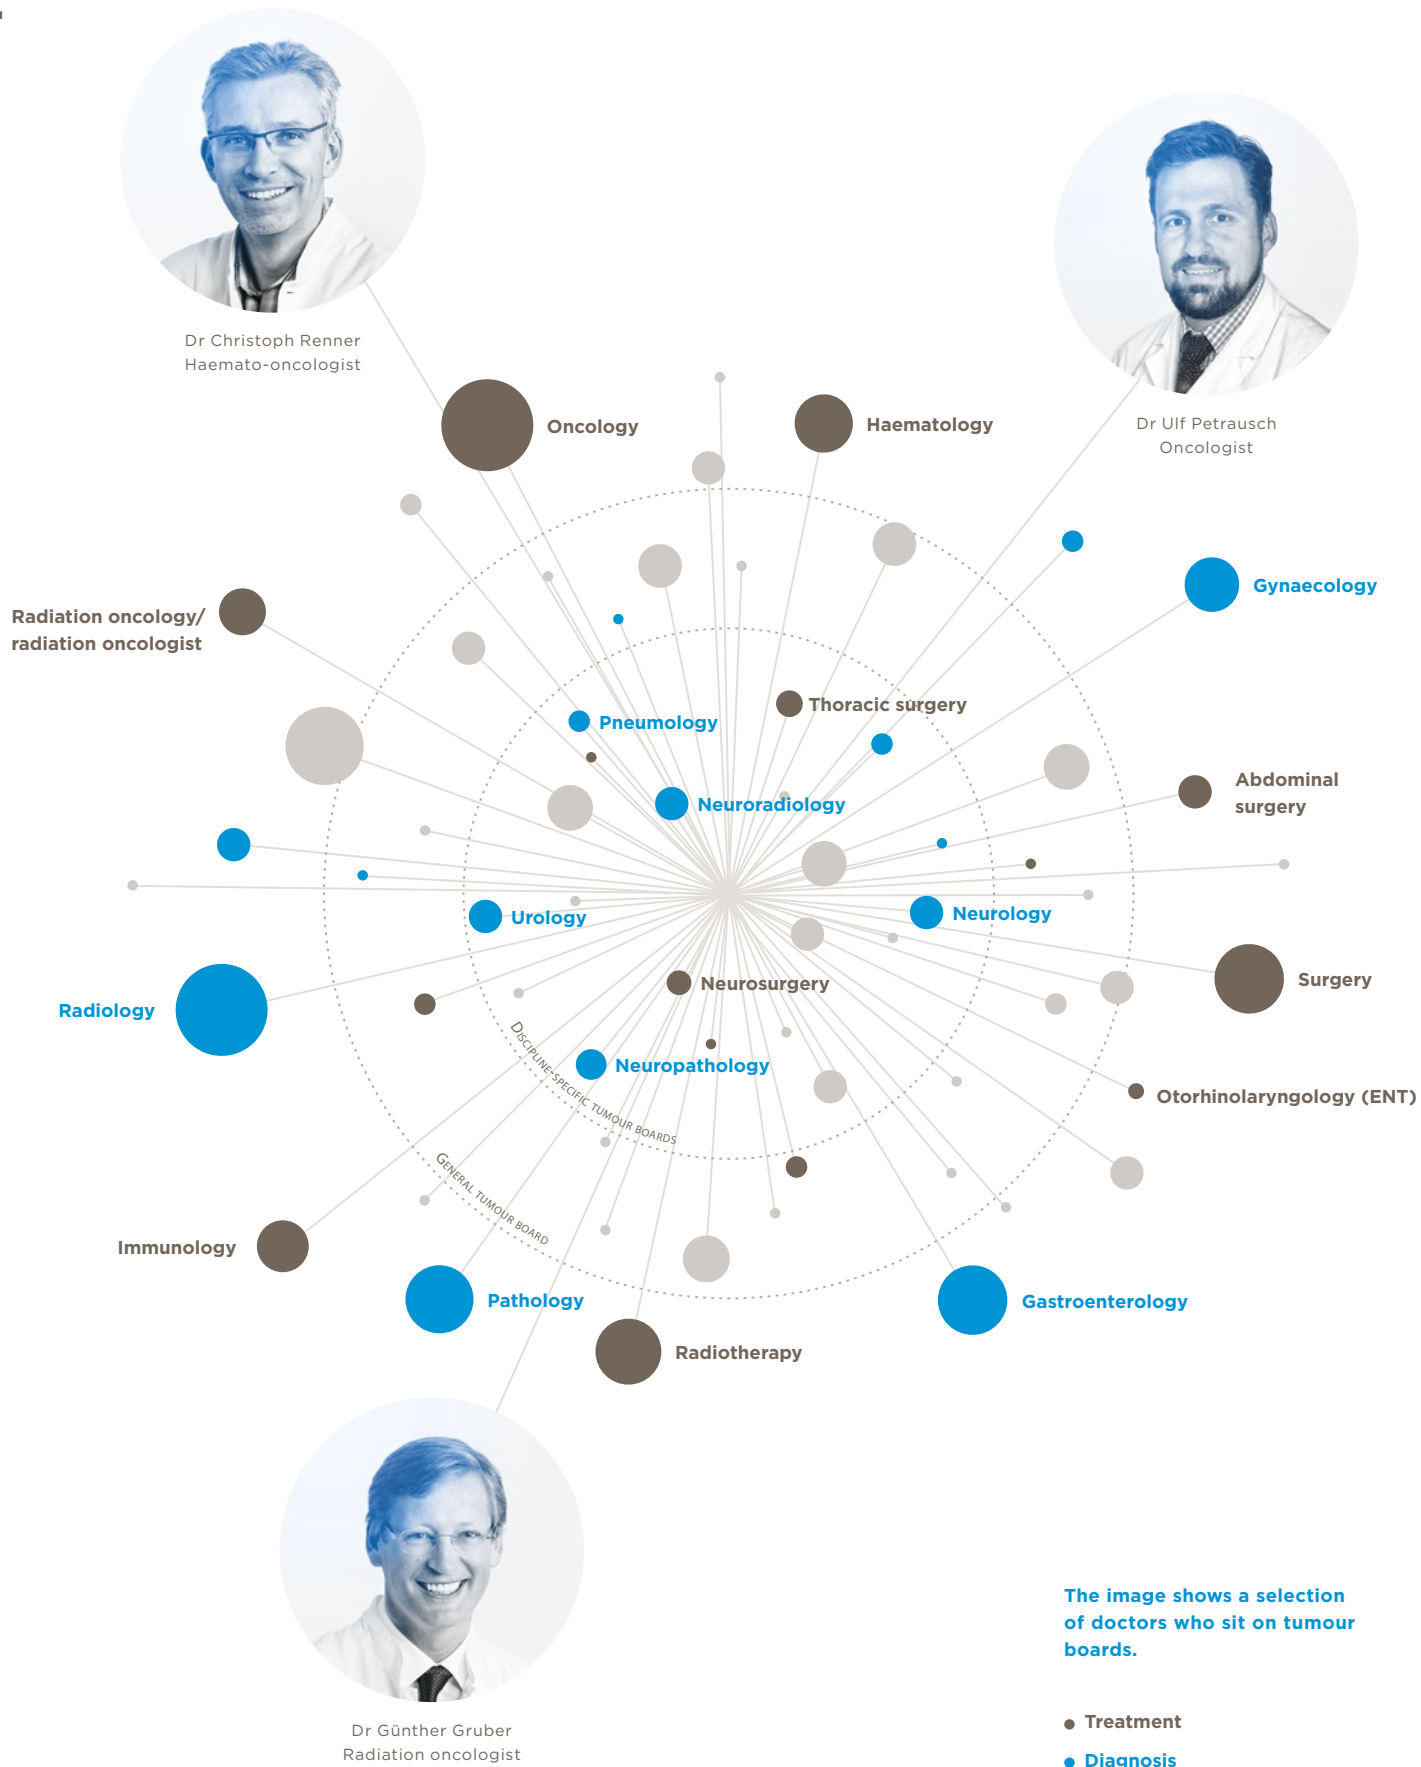 Dr Christoph Renner
Haemato-oncologist
Dr Ulf Petrausch
Oncologist
Oncology
Haematology
Gynaecology
Radiation oncology/
radiation oncologist
Thoracic surgery
Pneumology
Abdominal
surgery
Neuroradiology
Urology
Neurology
Neurosurgery
Surgery
Radiology
DISCIPLINE-SPECIFIC TUMOUR BOARDS
Neuropathology
Otorhinolaryngology (ENT)
GENERAL TUMOUR BOARD
Immunology
Pathology
Gastroenterology
Radiotherapy
Dr Günther Gruber
Radiation oncologist
The image shows a selection
of doctors who sit on tumour
boards.
Treatment
Diagnosis